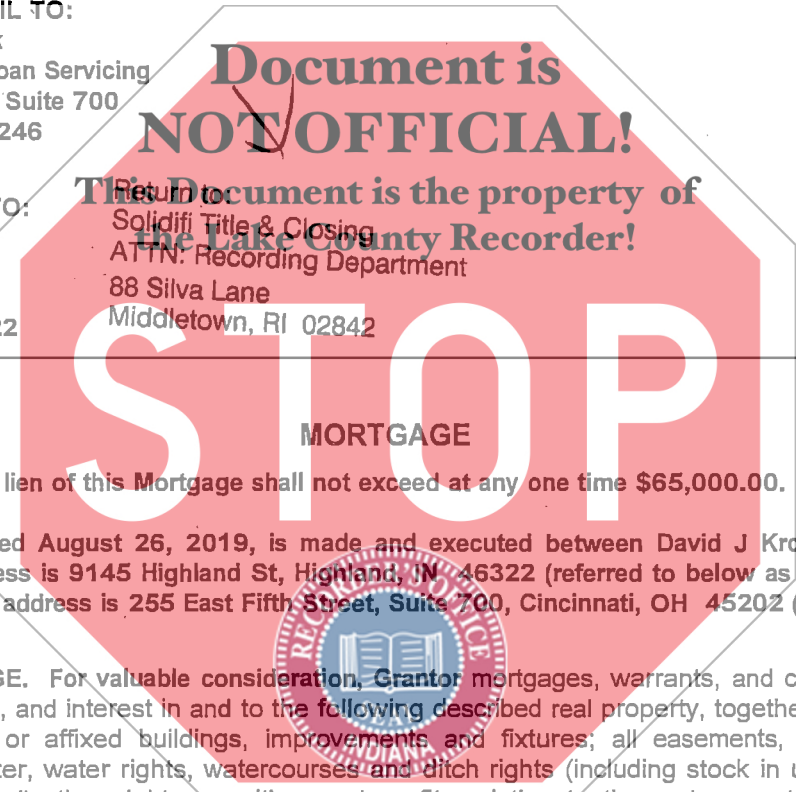 IL TO:
oan Servicing
Suite 700
246
Document is
NOT OFFICIAL!
This Document is the property of
the Lake County Recorder!
TO:
Return to:
Solidifi Title & Closing
ATTN: Recording Department
88 Silva Lane
Middletown, RI 02842
22
STOP
MORTGAGE
lien of this Mortgage shall not exceed at any one time $65,000.00.
ed August 26, 2019, is made and executed between David J Kro
ess is 9145 Highland St, Highland, IN 46322 (referred to below as
address is 255 East Fifth Street, Suite 700, Cincinnati, OH 45202 (
RECORDER'S OFFICE
INDIANA
GE. For valuable consideration, Grantor mortgages, warrants, and c
, and interest in and to the following described real property, togethe
or affixed buildings, improvements and fixtures; all easements,
ter, water rights, watercourses and ditch rights (including stock in u